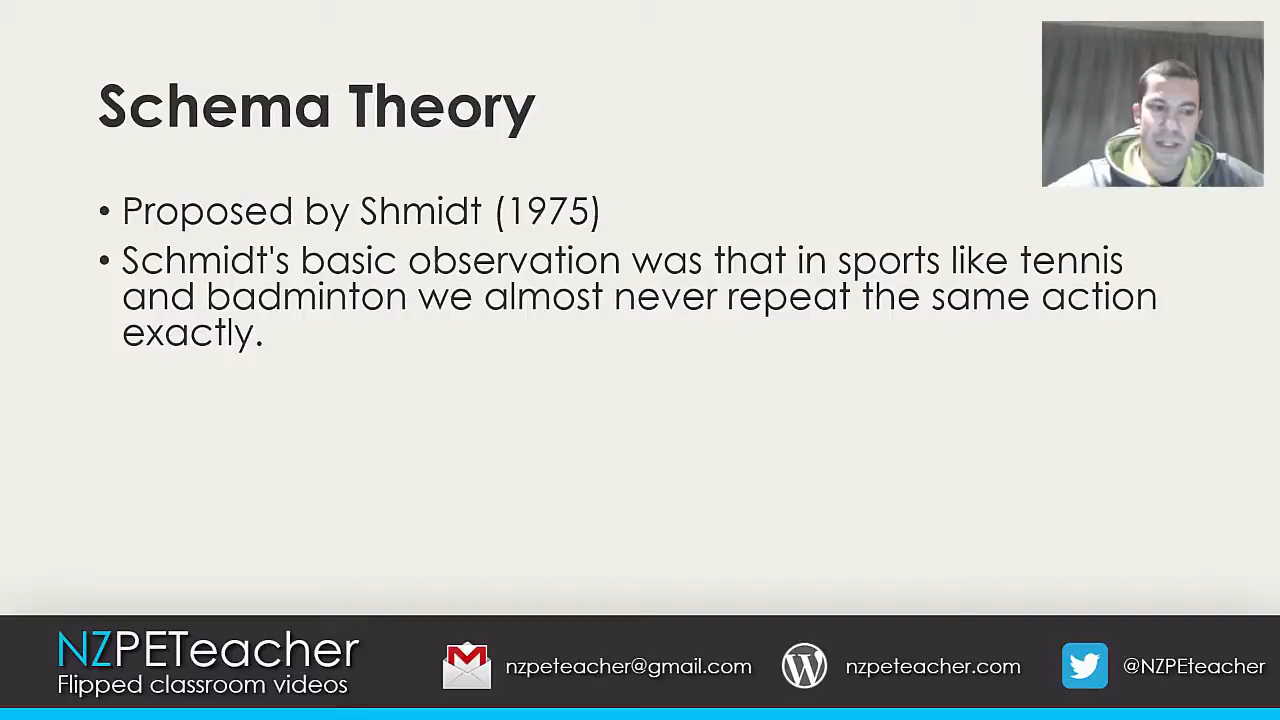 Schema Theory
• Proposed by Shmidt (1975)
• Schmidt's basic observation was that in sports like tennis
and badminton we almost never repeat the same action
exactly.
NZPETeacher
Flipped classroom videos
nzpeteacher@gmail.com
nzpeteacher.com
@NZPEteacher